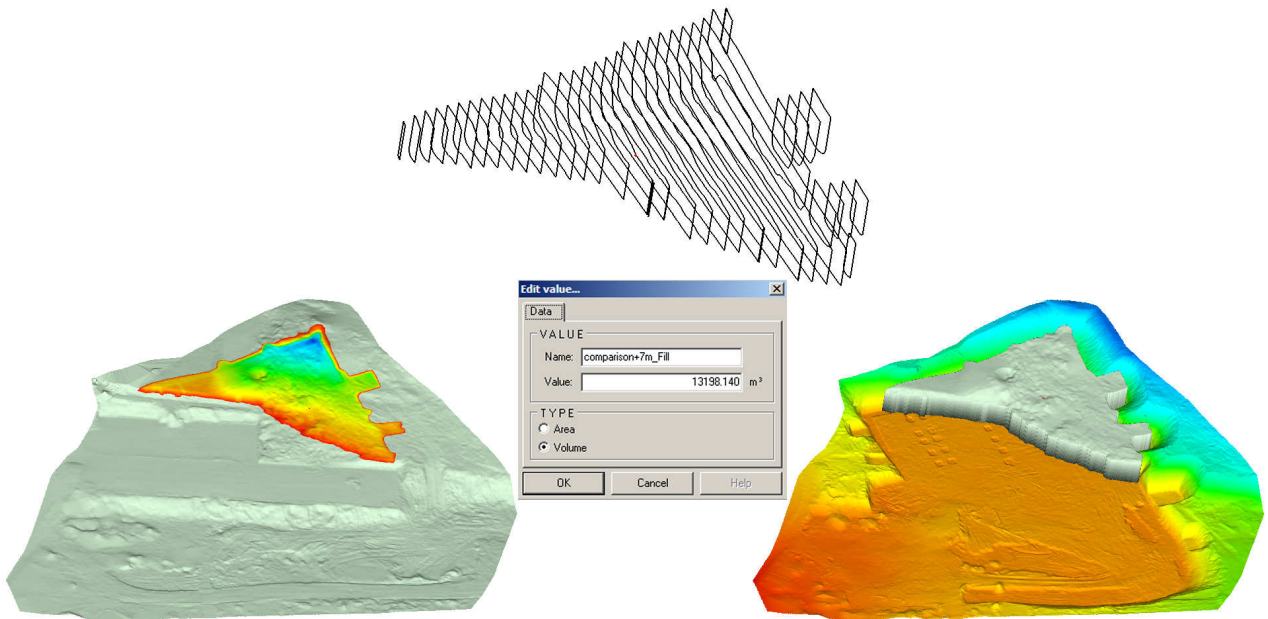 Edit value...
Data
VALUE
Name: comparison+7m_Fill
Value: 13198.140 m³
TYPE
Area
Volume
OK Cancel Help